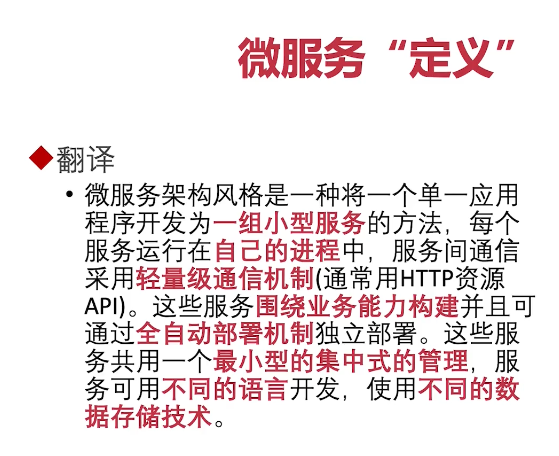 微服务“定义”
翻译
• 微服务架构风格是一种将一个单一应用
程序开发为一组小型服务的方法，每个
服务运行在自己的进程中，服务间通信
采用轻量级通信机制(通常用HTTP资源
API)。这些服务围绕业务能力构建并且可
通过全自动部署机制独立部署。这些服
务共用一个最小型的集中式的管理，服
务可用不同的语言开发，使用不同的数
据存储技术。